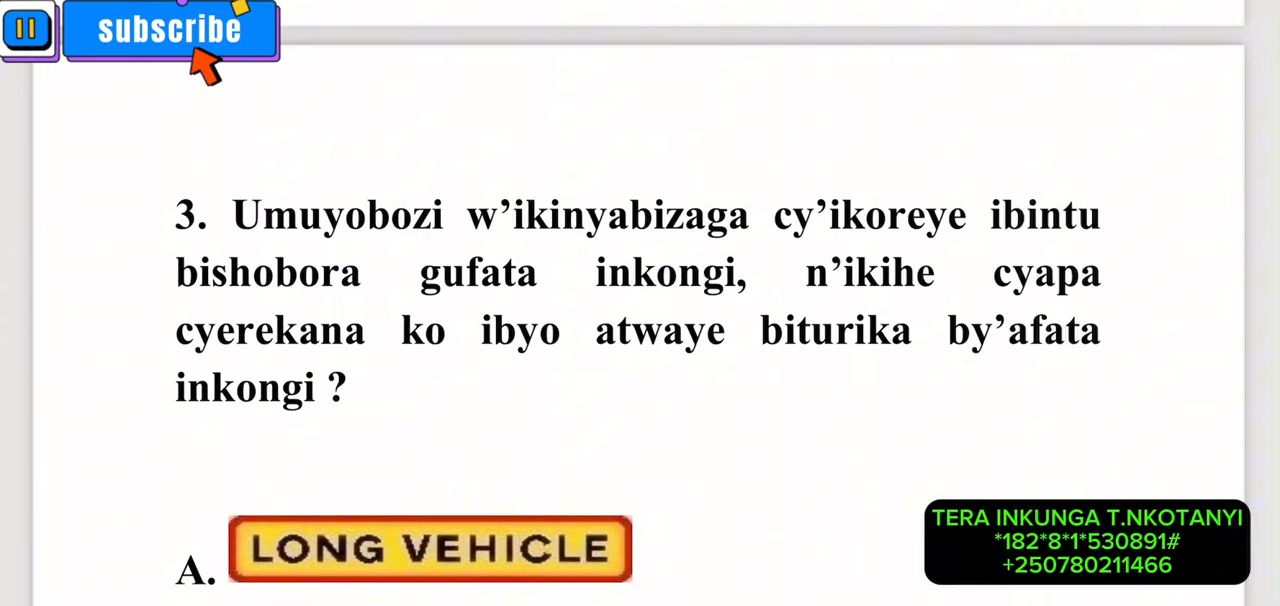 subscribe
3. Umuyobozi w’ikinyabizaga cy’ikoreye ibintu
bishobora gufata inkongi, n’ikihe cyapa
cyerekana ko ibyo atwaye biturika by’afata
inkongi ?
A. LONG VEHICLE
TERA INKUNGA T.NKOTANYI
*182*8*1*530891#
+250780211466